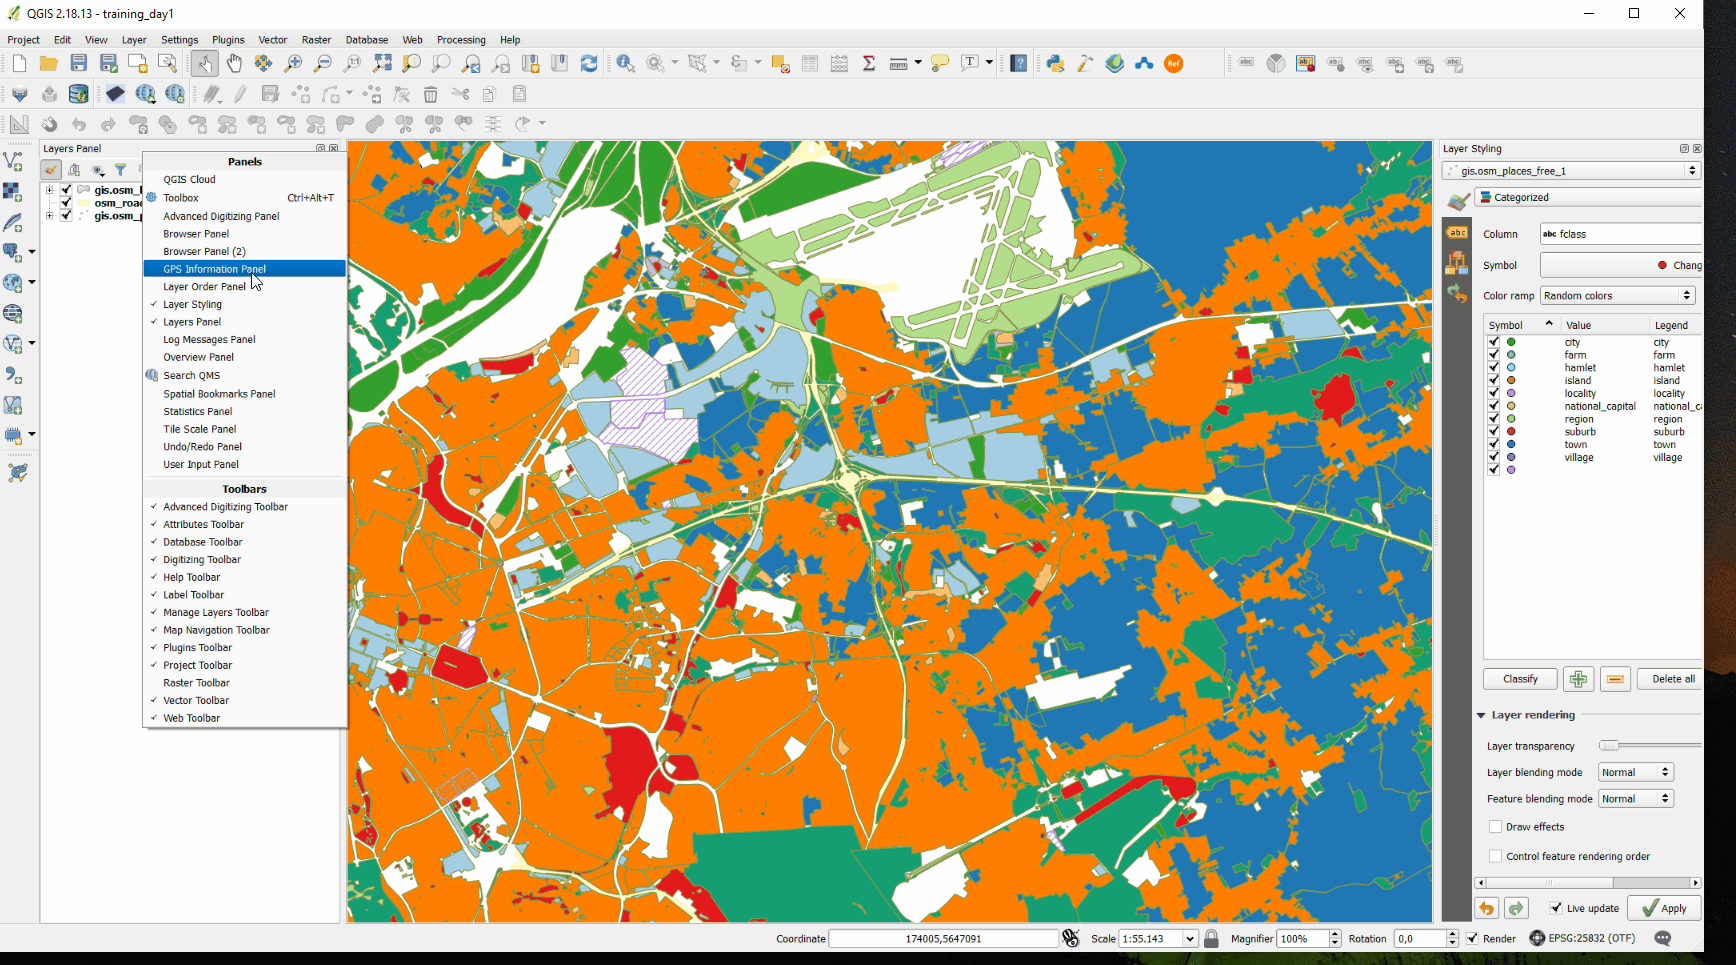 QGIS 2.18.13 - training_day1
Project Edit View Layer Settings Plugins Vector Raster Database Web Processing Help
Layers Panel
gis.osm_l
osm_road
gis.osm_p
Panels
QGIS Cloud
Toolbox Ctrl+Alt+T
Advanced Digitizing Panel
Browser Panel
Browser Panel (2)
GPS Information Panel
Layer Order Panel
Layer Styling
Layers Panel
Log Messages Panel
Overview Panel
Search QMS
Spatial Bookmarks Panel
Statistics Panel
Tile Scale Panel
Undo/Redo Panel
User Input Panel
Toolbars
Advanced Digitizing Toolbar
Attributes Toolbar
Database Toolbar
Digitizing Toolbar
Help Toolbar
Label Toolbar
Manage Layers Toolbar
Map Navigation Toolbar
Plugins Toolbar
Project Toolbar
Raster Toolbar
Vector Toolbar
Web Toolbar
Layer Styling
gis.osm_places_free_1
Categorized
Column abc fclass
Symbol Chang
Color ramp Random colors
Symbol Value Legend
city city
farm farm
hamlet hamlet
island island
locality locality
national_capital national_ca
region region
suburb suburb
town town
village village
Classify Delete all
Layer rendering
Layer transparency
Layer blending mode Normal
Feature blending mode Normal
Draw effects
Control feature rendering order
Live update Apply
Coordinate 174005,5647091 Scale 1:55.143 Magnifier 100% Rotation 0,0 Render EPSG:25832 (OTF)